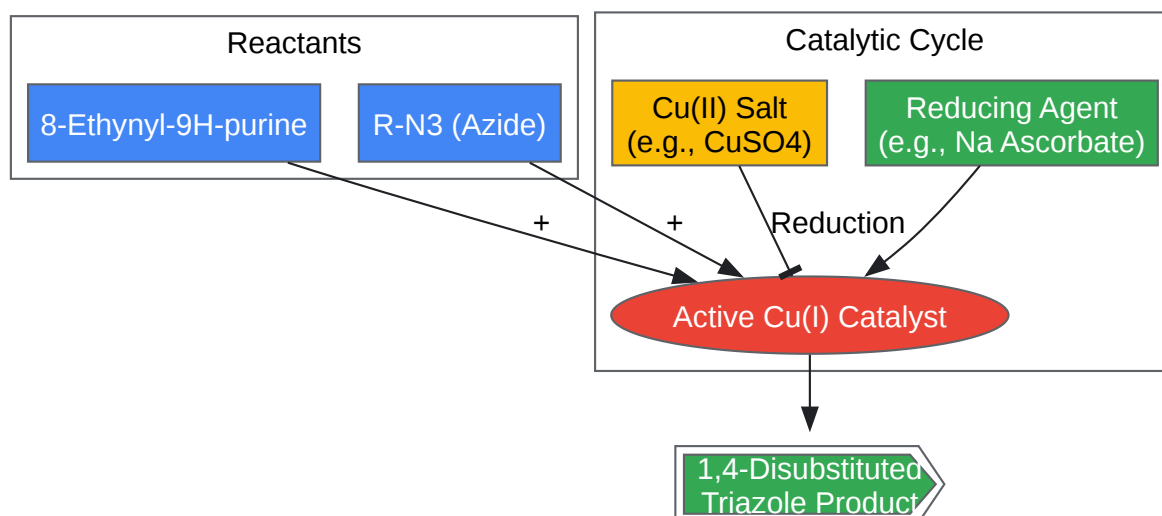 Reactants
Catalytic Cycle
8-Ethynyl-9H-purine
R-N3 (Azide)
Cu(II) Salt
(e.g., CuSO4)
Reducing Agent
(e.g., Na Ascorbate)
+
+
Reduction
Active Cu(I) Catalyst
1,4-Disubstituted
Triazole Product